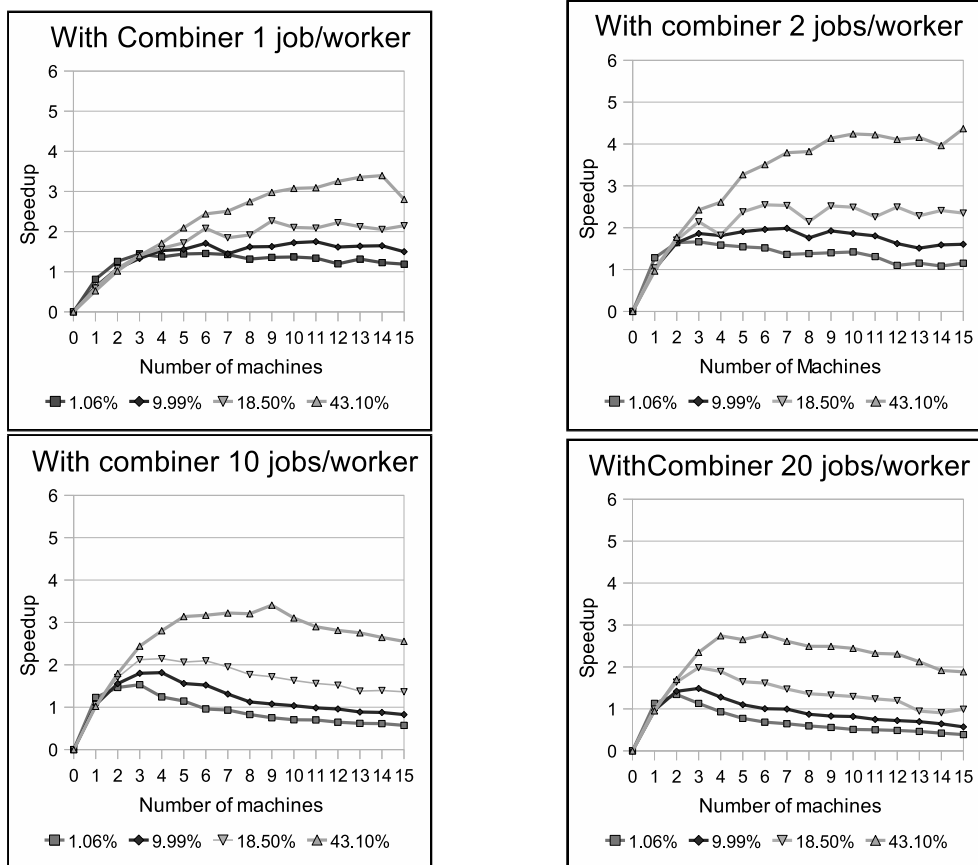 With Combiner 1 job/worker
6
5
4
3
2
1
0
Speedup
0 1 2 3 4 5 6 7 8 9 10 11 12 13 14 15
Number of machines
1.06% 9.99% 18.50% 43.10%
With combiner 2 jobs/worker
6
5
4
3
2
1
0
Speedup
0 1 2 3 4 5 6 7 8 9 10 11 12 13 14 15
Number of Machines
1.06% 9.99% 18.50% 43.10%
With combiner 10 jobs/worker
6
5
4
3
2
1
0
Speedup
0 1 2 3 4 5 6 7 8 9 10 11 12 13 14 15
Number of machines
1.06% 9.99% 18.50% 43.10%
WithCombiner 20 jobs/worker
6
5
4
3
2
1
0
Speedup
0 1 2 3 4 5 6 7 8 9 10 11 12 13 14 15
Number of machines
1.06% 9.99% 18.50% 43.10%